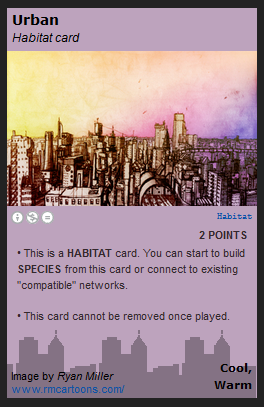 Urban
Habitat card
Habitat
2 POINTS
• This is a HABITAT card. You can start to build
SPECIES from this card or connect to existing
"compatible" networks.
• This card cannot be removed once played.
Cool,
Warm
Image by Ryan Miller
www.rmcartoons.com/